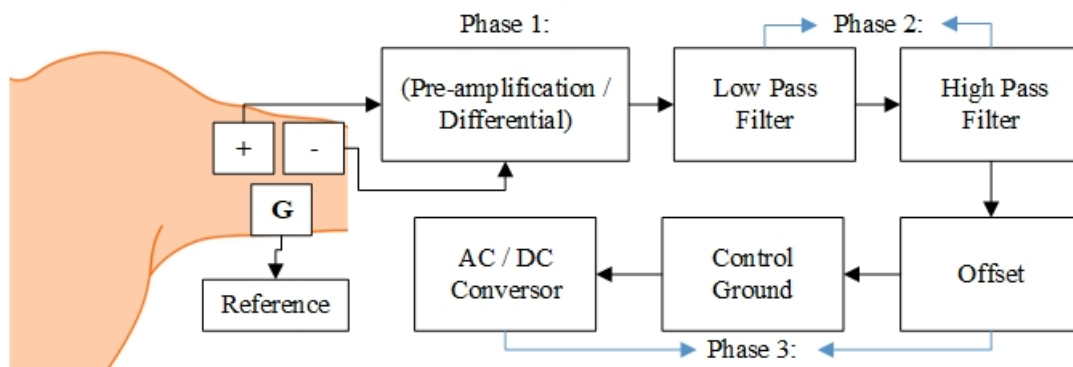 Phase 1:
Phase 2:
(Pre-amplification /
Differential)
Low Pass
Filter
High Pass
Filter
+
-
G
Reference
AC / DC
Conversor
Control
Ground
Offset
Phase 3: